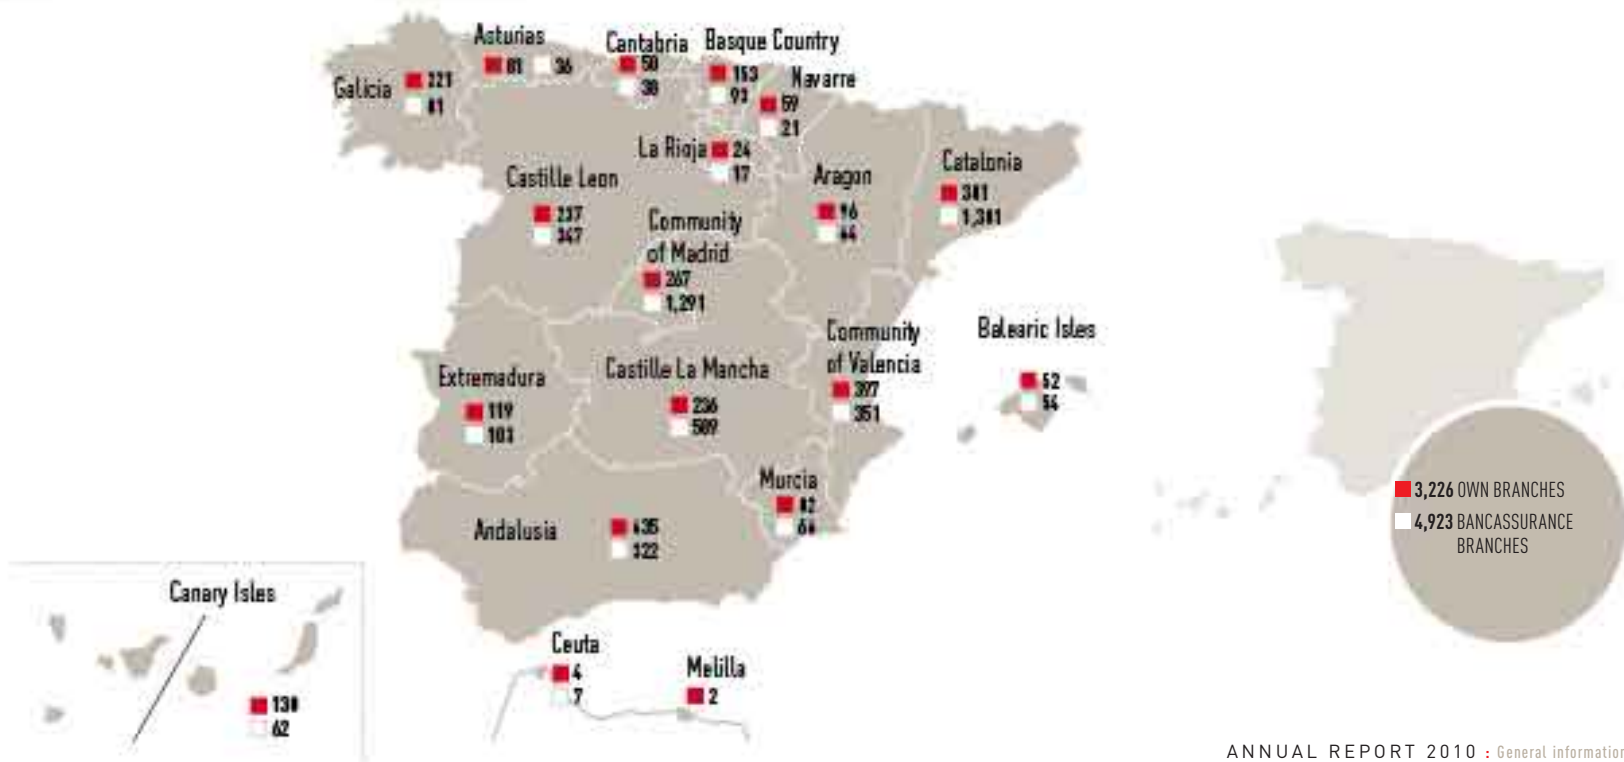 Asturias
81 36
Cantabria
50
38
Basque Country
153
93
Navarre
59
21
Galicia
221
81
La Rioja
24
17
Castille Leon
237
347
Aragon
96
Catalonia
381
1,381
Community
of Madrid
267
1,291
Community
of Valencia
397
351
Balearic Isles
52
54
Extremadura
119
103
Castille La Mancha
236
589
Murcia
82
Andalusia
635
322
Canary Isles
130
62
Ceuta
4
7
Melilla
2
3,226 OWN BRANCHES
4,923 BANCASSURANCE
BRANCHES
ANNUAL REPORT 2010 : General information